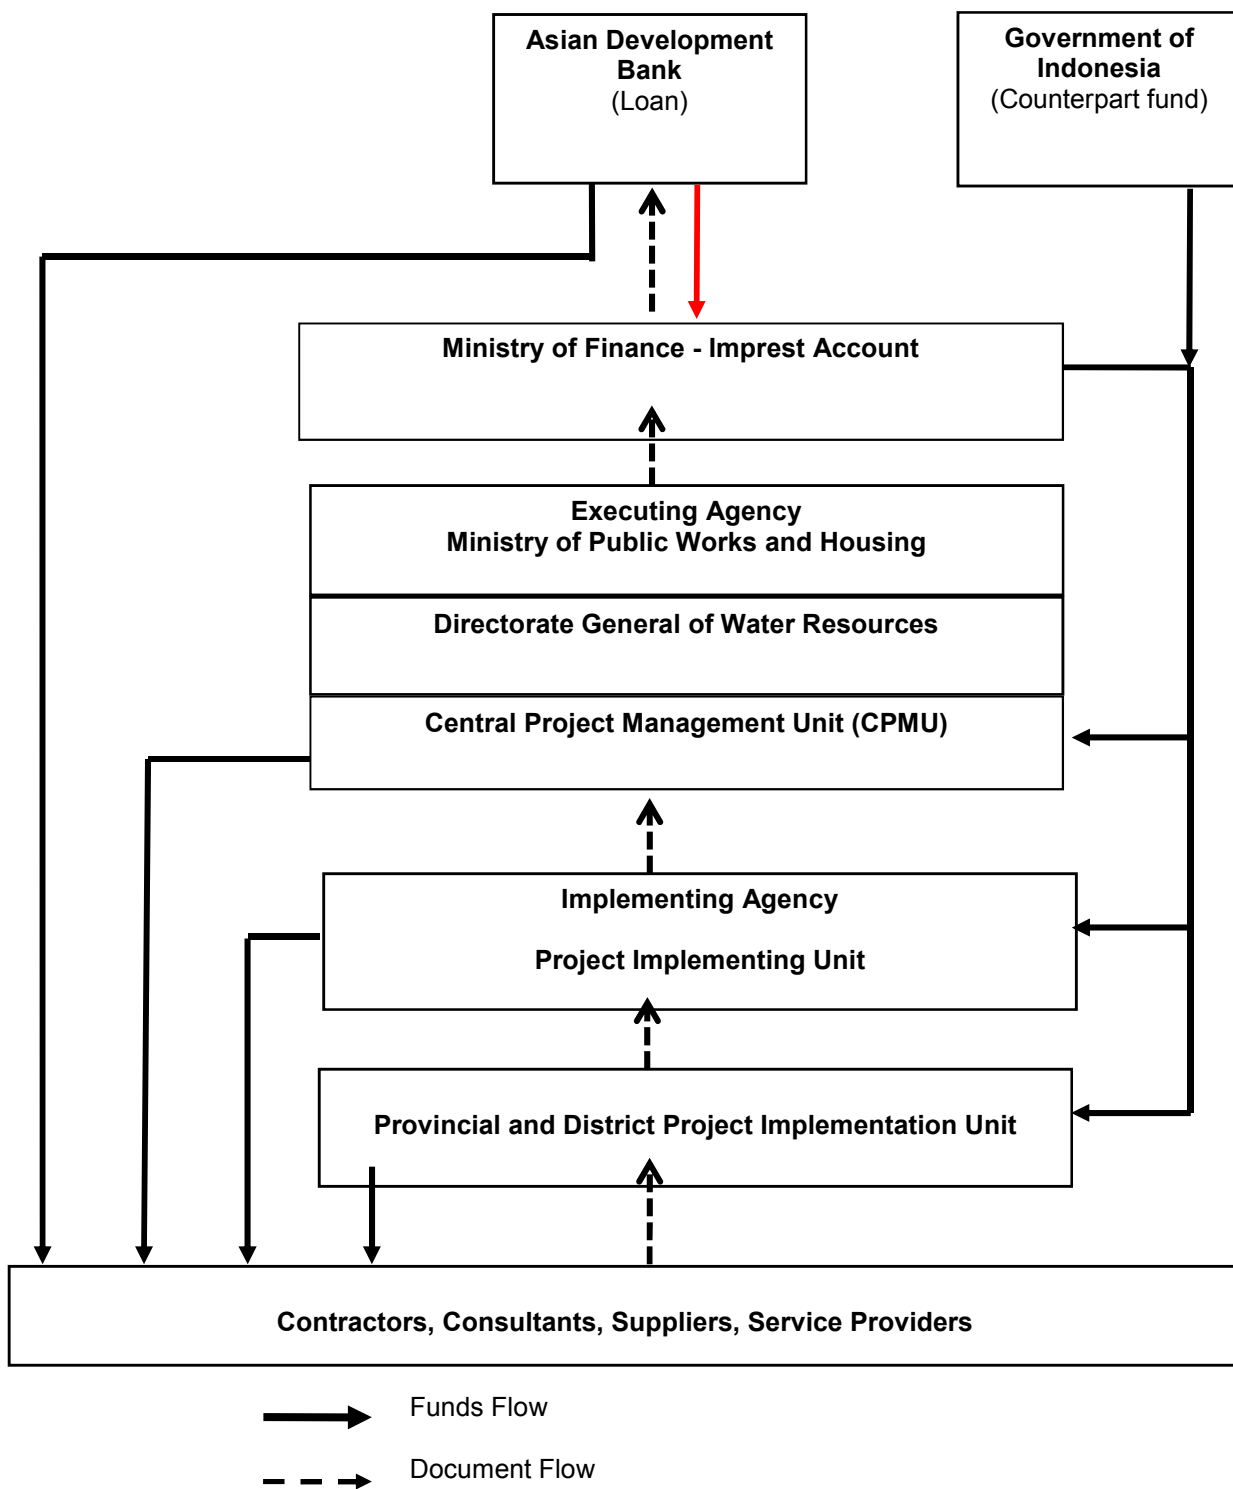 Asian Development
Bank
(Loan)
Government of
Indonesia
(Counterpart fund)
Ministry of Finance - Imprest Account
Executing Agency
Ministry of Public Works and Housing
Directorate General of Water Resources
Central Project Management Unit (CPMU)
Implementing Agency
Project Implementing Unit
Provincial and District Project Implementation Unit
Contractors, Consultants, Suppliers, Service Providers
Funds Flow
Document Flow